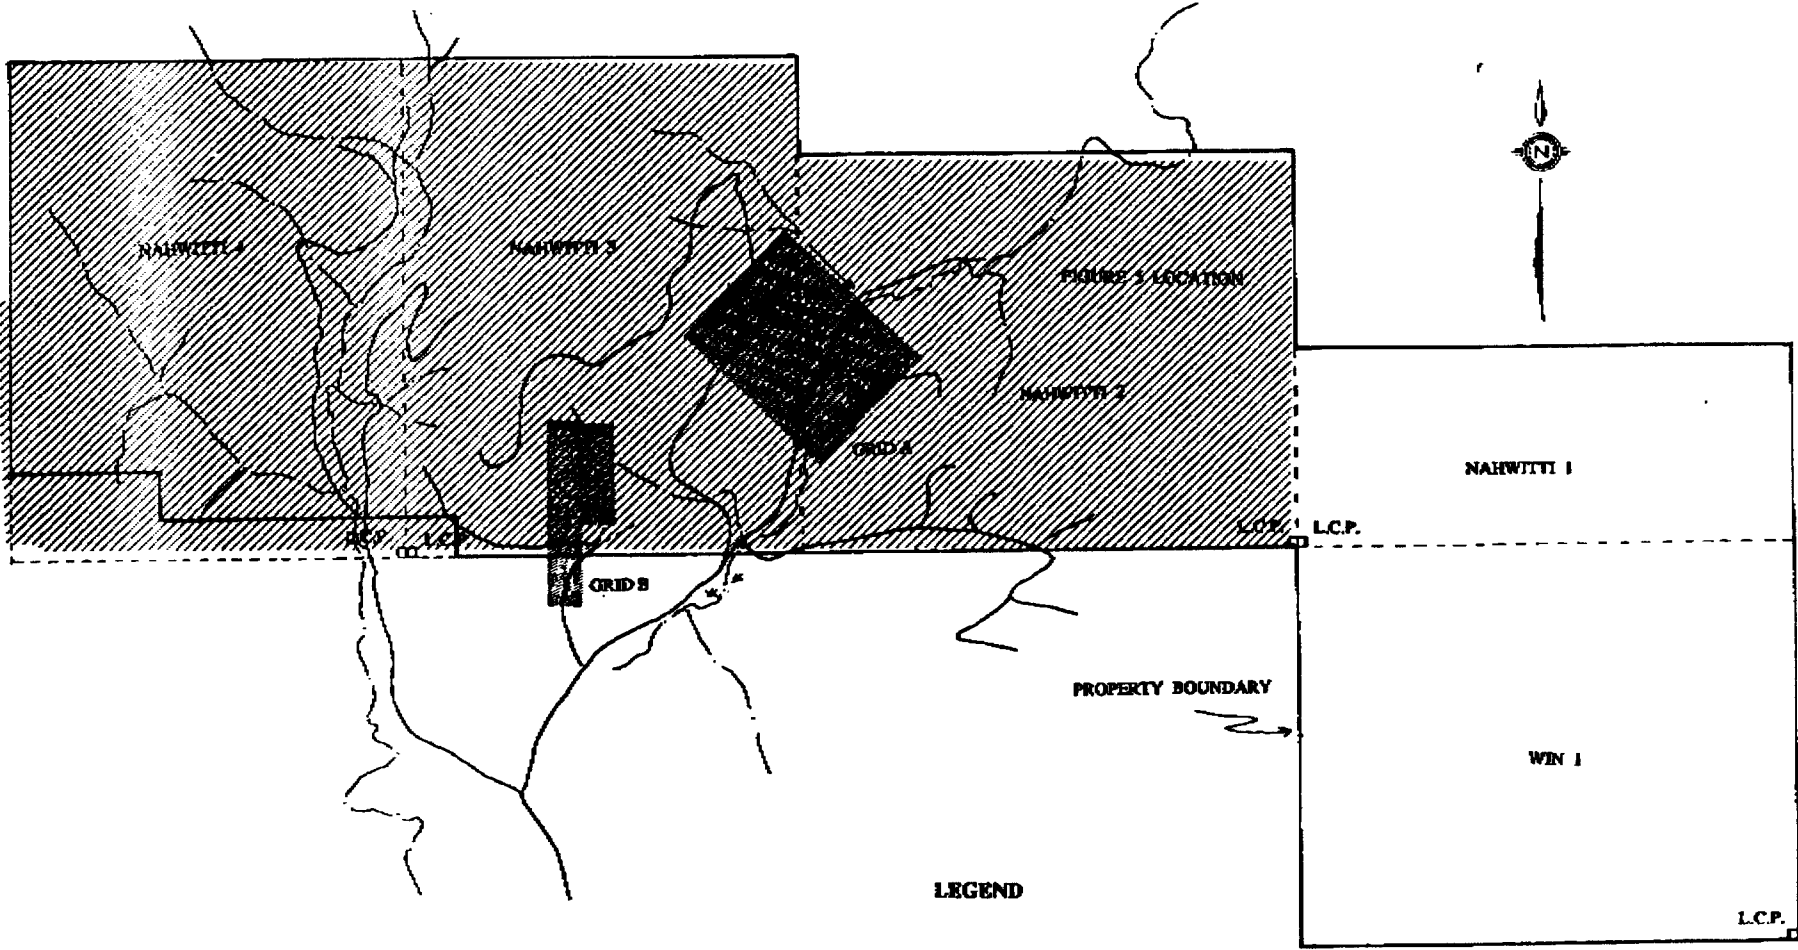 N
NAHWITTI 4
NAHWITTI 3
FIGURE 5 LOCATION
NAHWITTI 2
GRID A
NAHWITTI 1
L.C.P.
L.C.P.
L.C.P.
L.C.P.
GRID B
PROPERTY BOUNDARY
WIN 1
LEGEND
L.C.P.